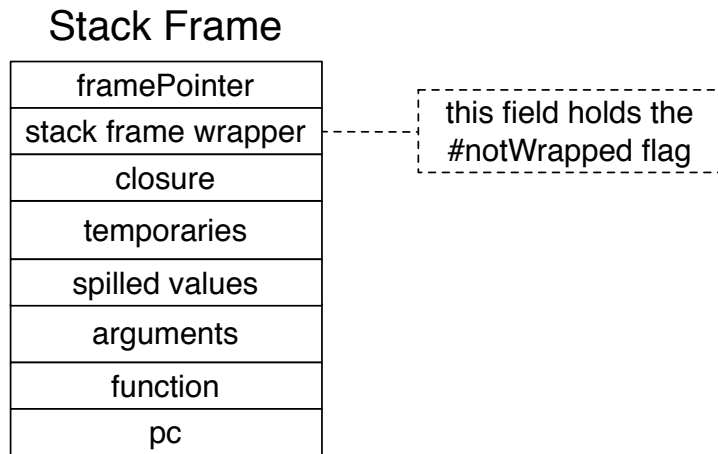 Stack Frame
framePointer
stack frame wrapper
this field holds the
#notWrapped flag
closure
temporaries
spilled values
arguments
function
pc